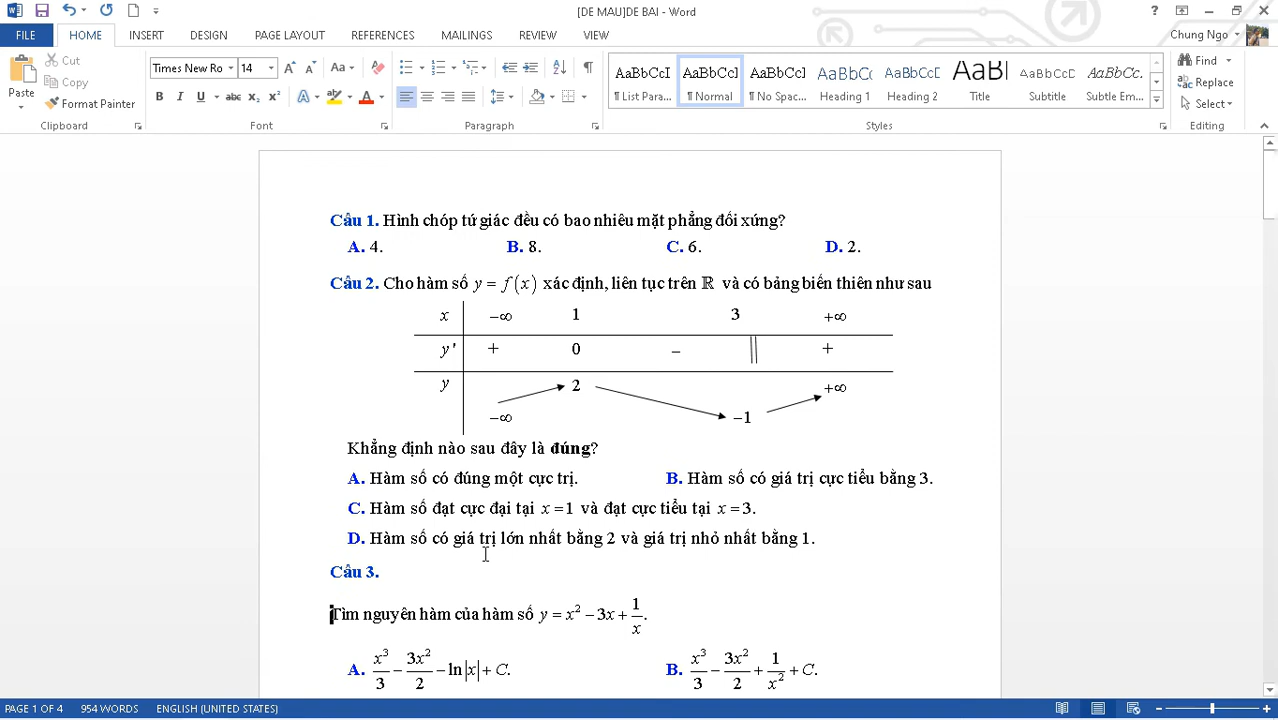 [DE MAU]DE BAI - Word
Chung Ngo
FILE HOME INSERT DESIGN PAGE LAYOUT REFERENCES MAILINGS REVIEW VIEW
Paste
Cut
Copy
Format Painter
Clipboard
Times New Ro 14
Font
Paragraph
AaBbCcI AaBbCcI AaBbCcI AaBbCc AaBbCcI AaBl AaBbCcI AaBbCc.
¶ List Para... ¶ Normal ¶ No Spac... Heading 1 Heading 2 Title Subtitle Subtle Em...
Styles
Find
Replace
Select
Editing
Câu 1. Hình chóp tứ giác đều có bao nhiêu mặt phẳng đối xứng?
A. 4. B. 8. C. 6. D. 2.
Câu 2. Cho hàm số y = f(x) xác định, liên tục trên ℝ và có bảng biến thiên như sau
x −∞ 1 3 +∞
y' + 0 − || +
y −∞ 2 −1 +∞
Khẳng định nào sau đây là đúng?
A. Hàm số có đúng một cực trị. B. Hàm số có giá trị cực tiểu bằng 3.
C. Hàm số đạt cực đại tại x = 1 và đạt cực tiểu tại x = 3.
D. Hàm số có giá trị lớn nhất bằng 2 và giá trị nhỏ nhất bằng 1.
Câu 3.
Tìm nguyên hàm của hàm số y = x² − 3x + 1/x.
A. x³/3 − 3x²/2 − ln|x| + C. B. x³/3 − 3x²/2 + 1/x² + C.
PAGE 1 OF 4 954 WORDS ENGLISH (UNITED STATES)